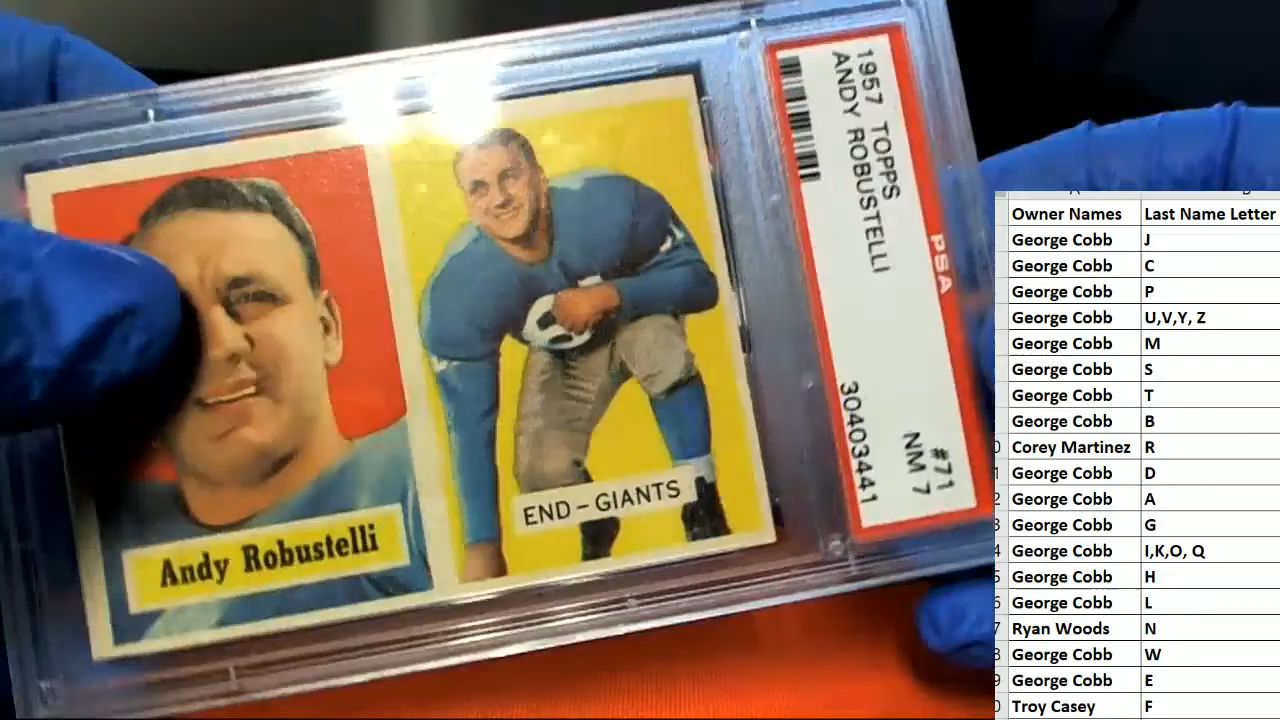 1957 TOPPS
ANDY ROBUSTELLI
PSA
#71
NM 7
30403441
Andy Robustelli
END - GIANTS
Owner Names Last Name Letter
George Cobb J
George Cobb C
George Cobb P
George Cobb U,V,Y, Z
George Cobb M
George Cobb S
George Cobb T
George Cobb B
Corey Martinez R
George Cobb D
George Cobb A
George Cobb G
George Cobb I,K,O, Q
George Cobb H
George Cobb L
Ryan Woods N
George Cobb W
George Cobb E
Troy Casey F